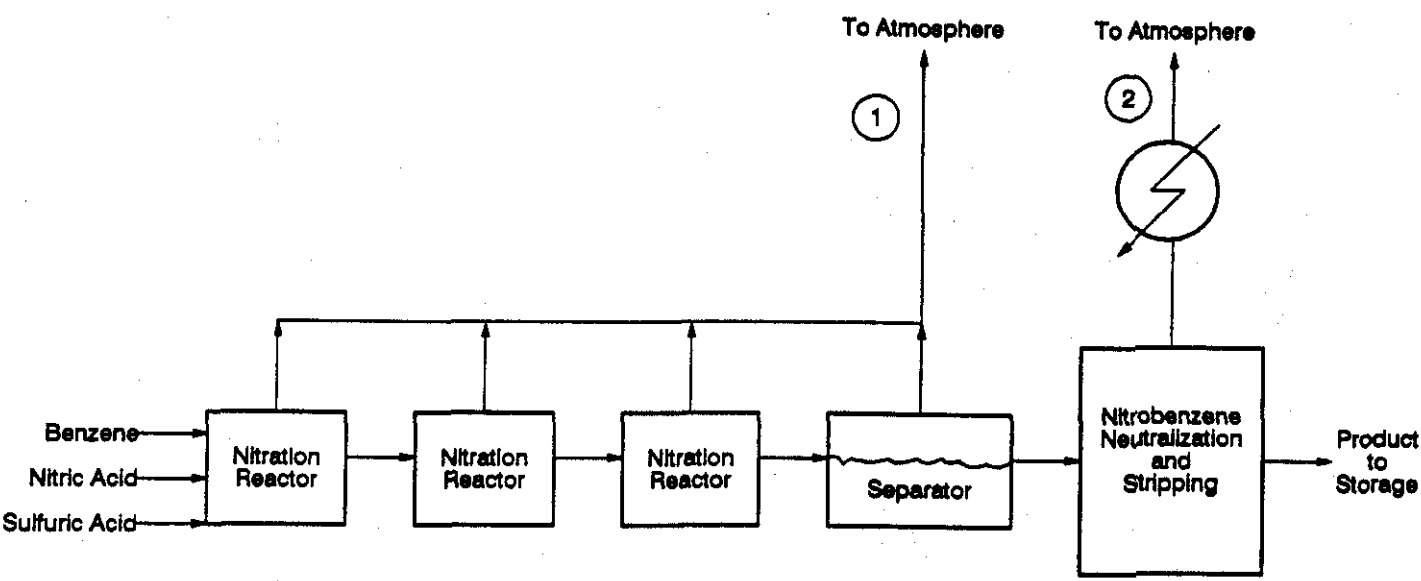 To Atmosphere
To Atmosphere
1
2
Benzene
Nitric Acid
Sulfuric Acid
Nitration
Reactor
Nitration
Reactor
Nitration
Reactor
Separator
Nitrobenzene
Neutralization
and
Stripping
Product
to
Storage